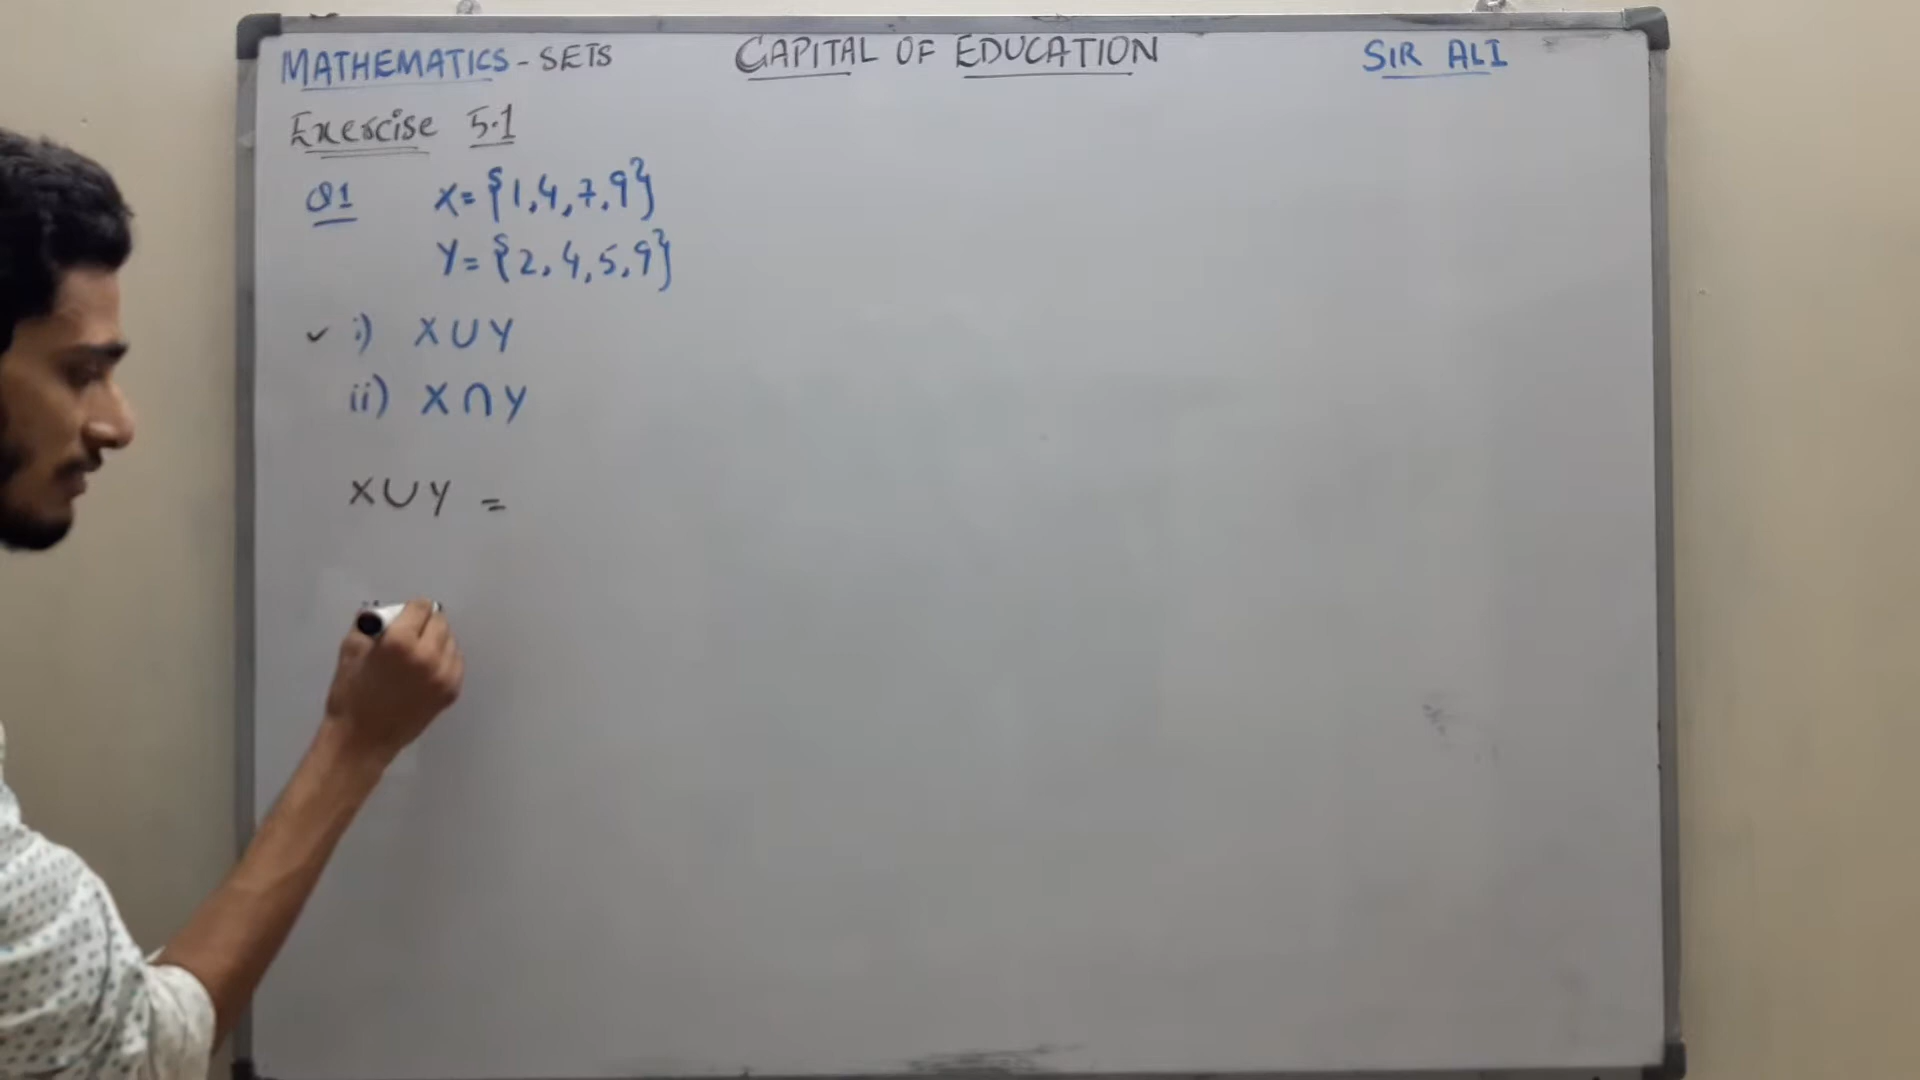 MATHEMATICS - SETS
CAPITAL OF EDUCATION
SIR ALI
Exercise 5.1
Q1 X = {1,4,7,9}
Y = {2,4,5,9}
✓ i) X ∪ Y
ii) X ∩ Y
X ∪ Y =